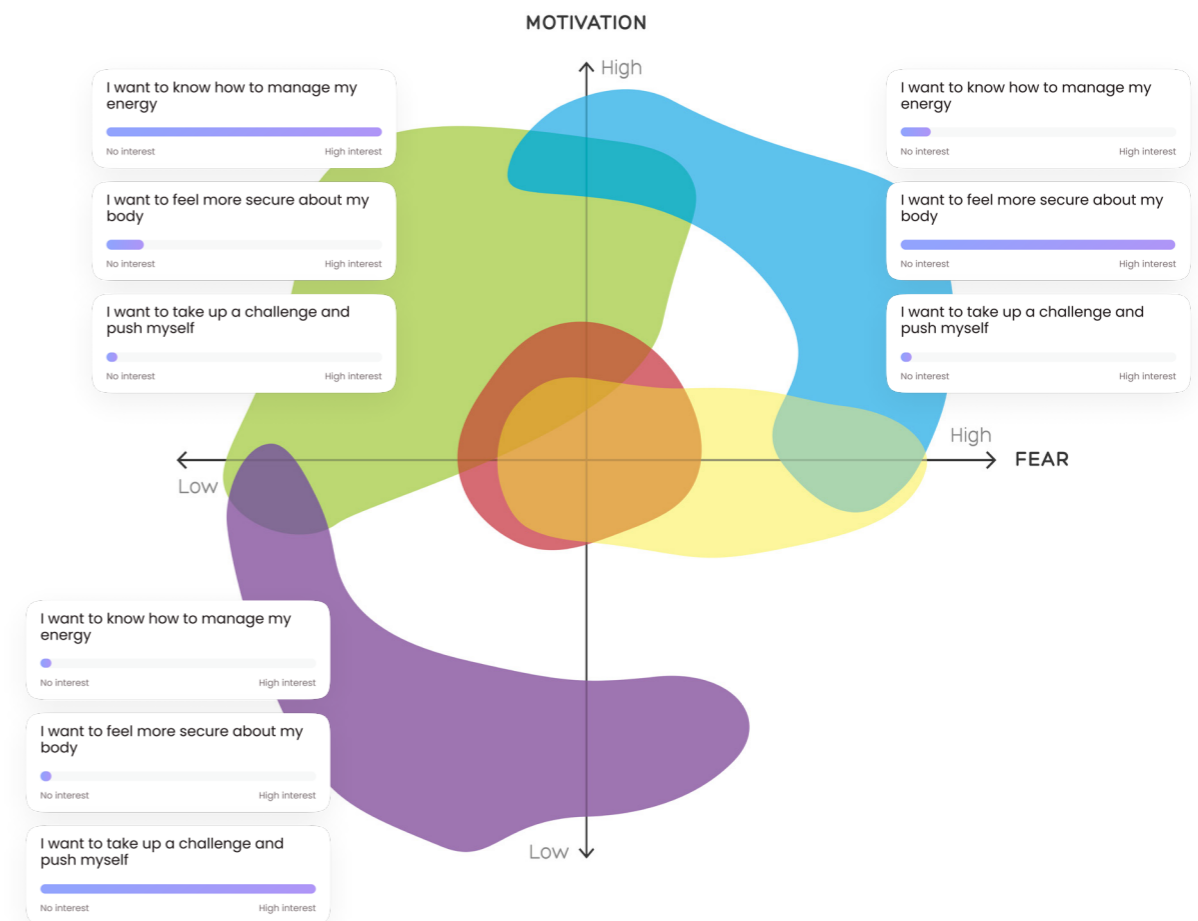 MOTIVATION
High
I want to know how to manage my
energy
No interest
High interest
I want to feel more secure about my
body
No interest
High interest
I want to take up a challenge and
push myself
No interest
High interest
I want to know how to manage my
energy
No interest
High interest
I want to feel more secure about my
body
No interest
High interest
I want to take up a challenge and
push myself
No interest
High interest
High
FEAR
Low
I want to know how to manage my
energy
No interest
High interest
I want to feel more secure about my
body
No interest
High interest
I want to take up a challenge and
push myself
No interest
High interest
Low